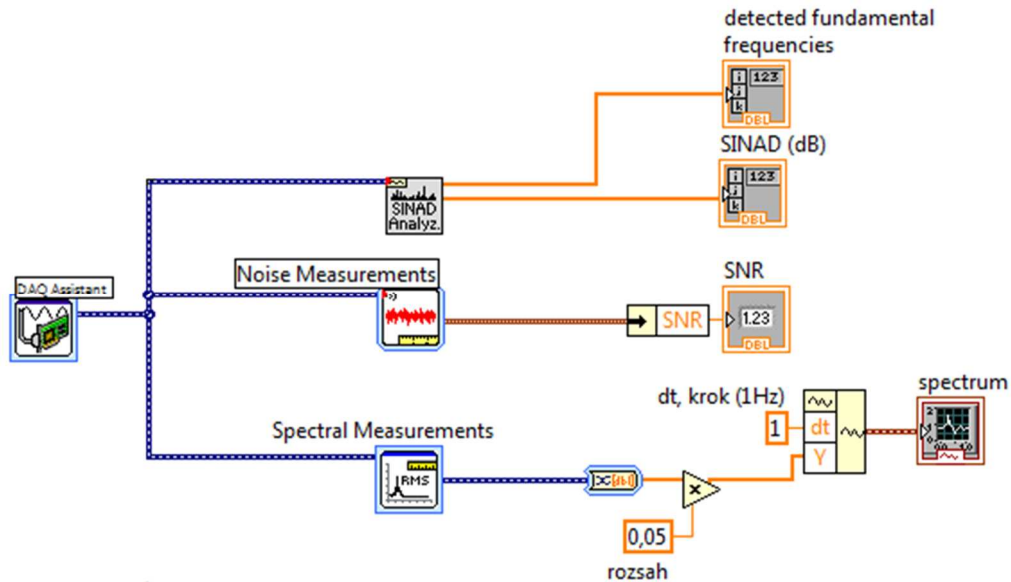 detected fundamental
frequencies
i 123
j
k
DBL
SINAD (dB)
i 123
j
k
DBL
SINAD
Analyz.
DAQ Assistant
Noise Measurements
SNR
SNR
1.23
DBL
dt, krok (1Hz)
1
dt
Y
spectrum
Spectral Measurements
RMS
[dbl]
x
0,05
rozsah